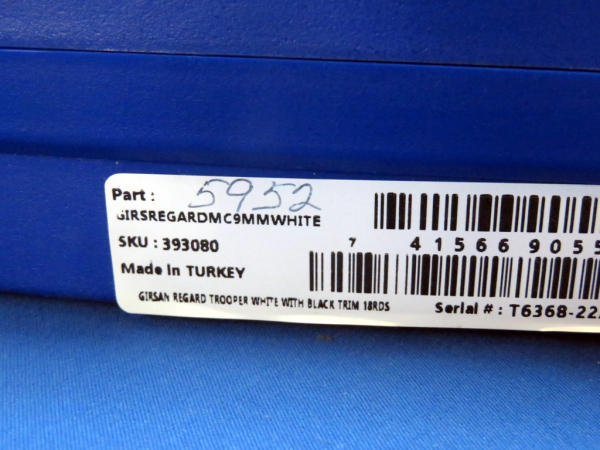 Part : 5952
GIRSREGARDMC9MMWHITE
SKU : 393080
7 41566 9055
Made In TURKEY
GIRSAN REGARD TROOPER WHITE WITH BLACK TRIM 18RDS
Serial # : T6368-22